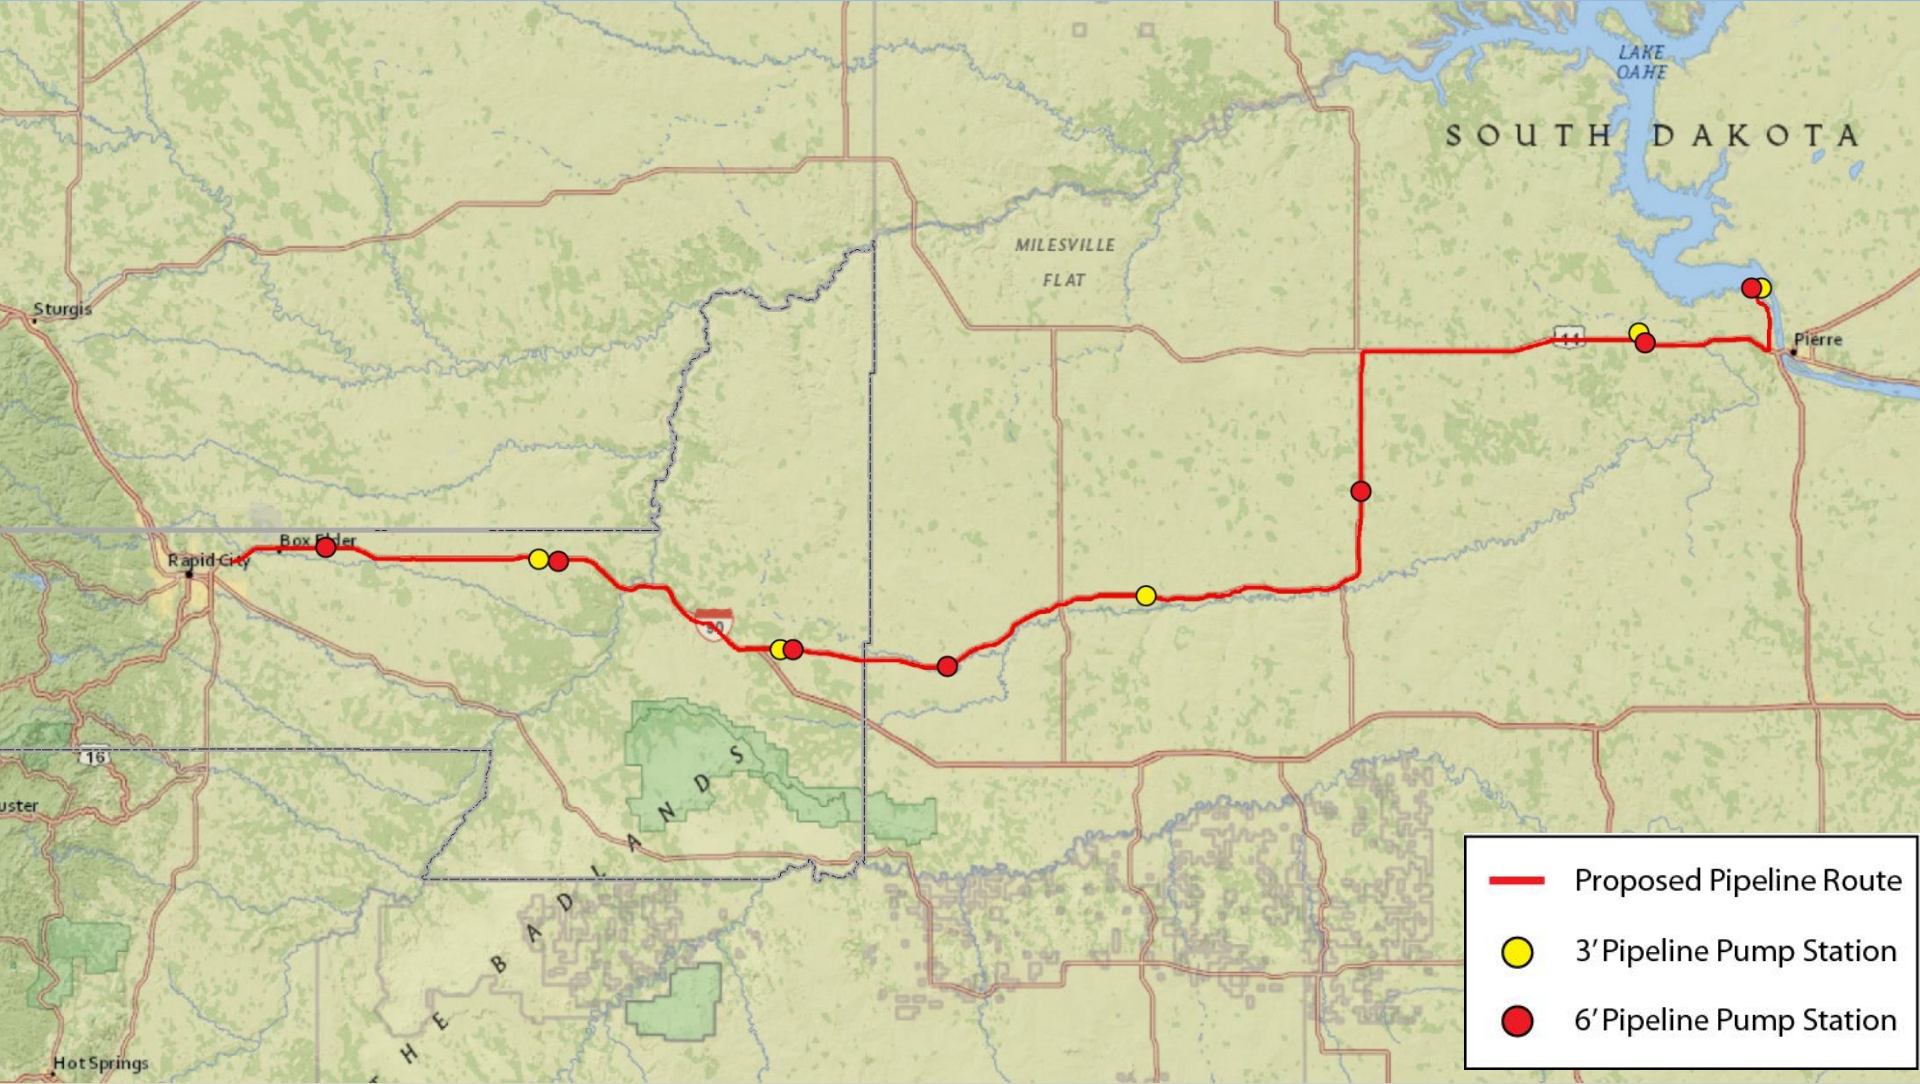 LAKE
OAHE
SOUTH DAKOTA
MILESVILLE
FLAT
Sturgis
14
Pierre
Box Elder
Rapid City
90
16
uster
HE BADLANDS
Hot Springs
Proposed Pipeline Route
3’ Pipeline Pump Station
6’ Pipeline Pump Station